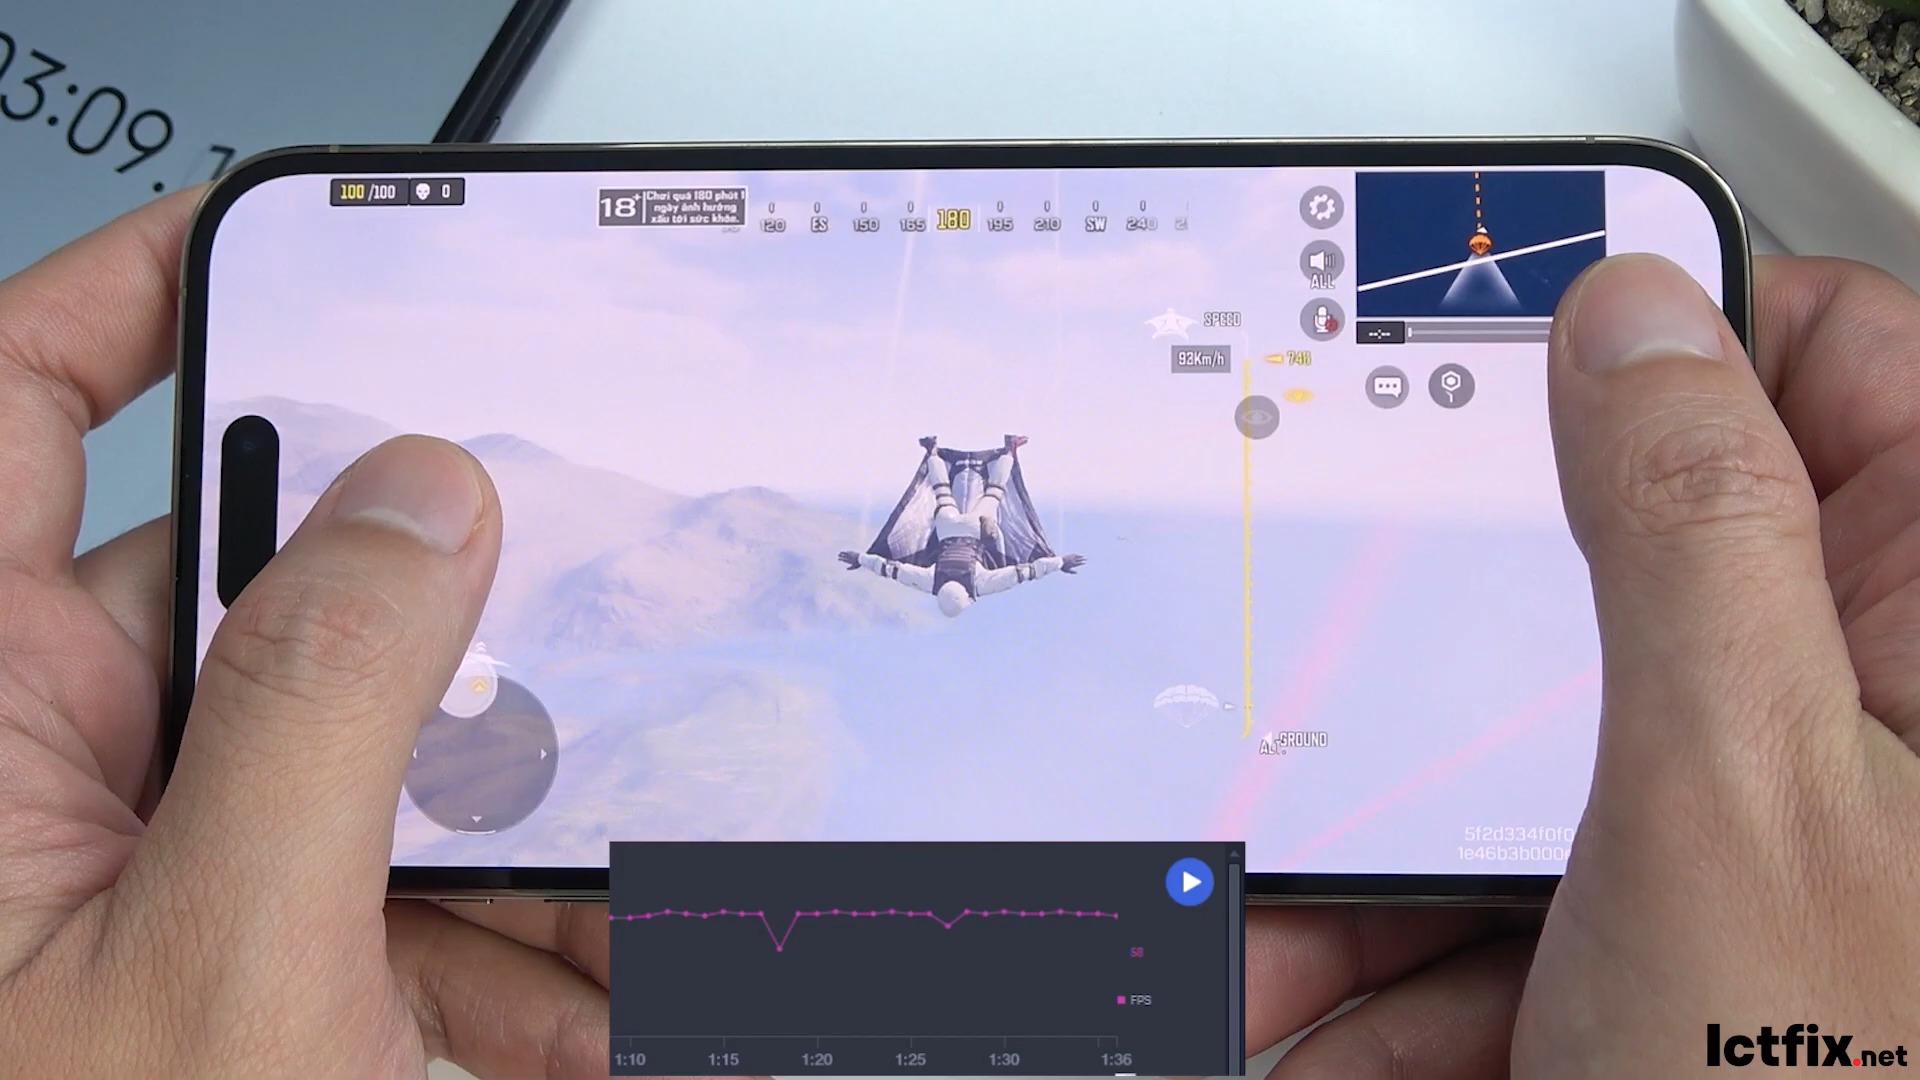 03:09.
100/100 0
18+ Chơi quá 180 phút 1
ngày ảnh hưởng
xấu tới sức khỏe.
120 ES 150 165 180 195 210 SW 240
ALL
SPEED
92Km/h
748
GROUND
ALT.
5f2d334f0f0
1e46b3b000
58
FPS
1:10 1:15 1:20 1:25 1:30 1:36
Ictfix.net